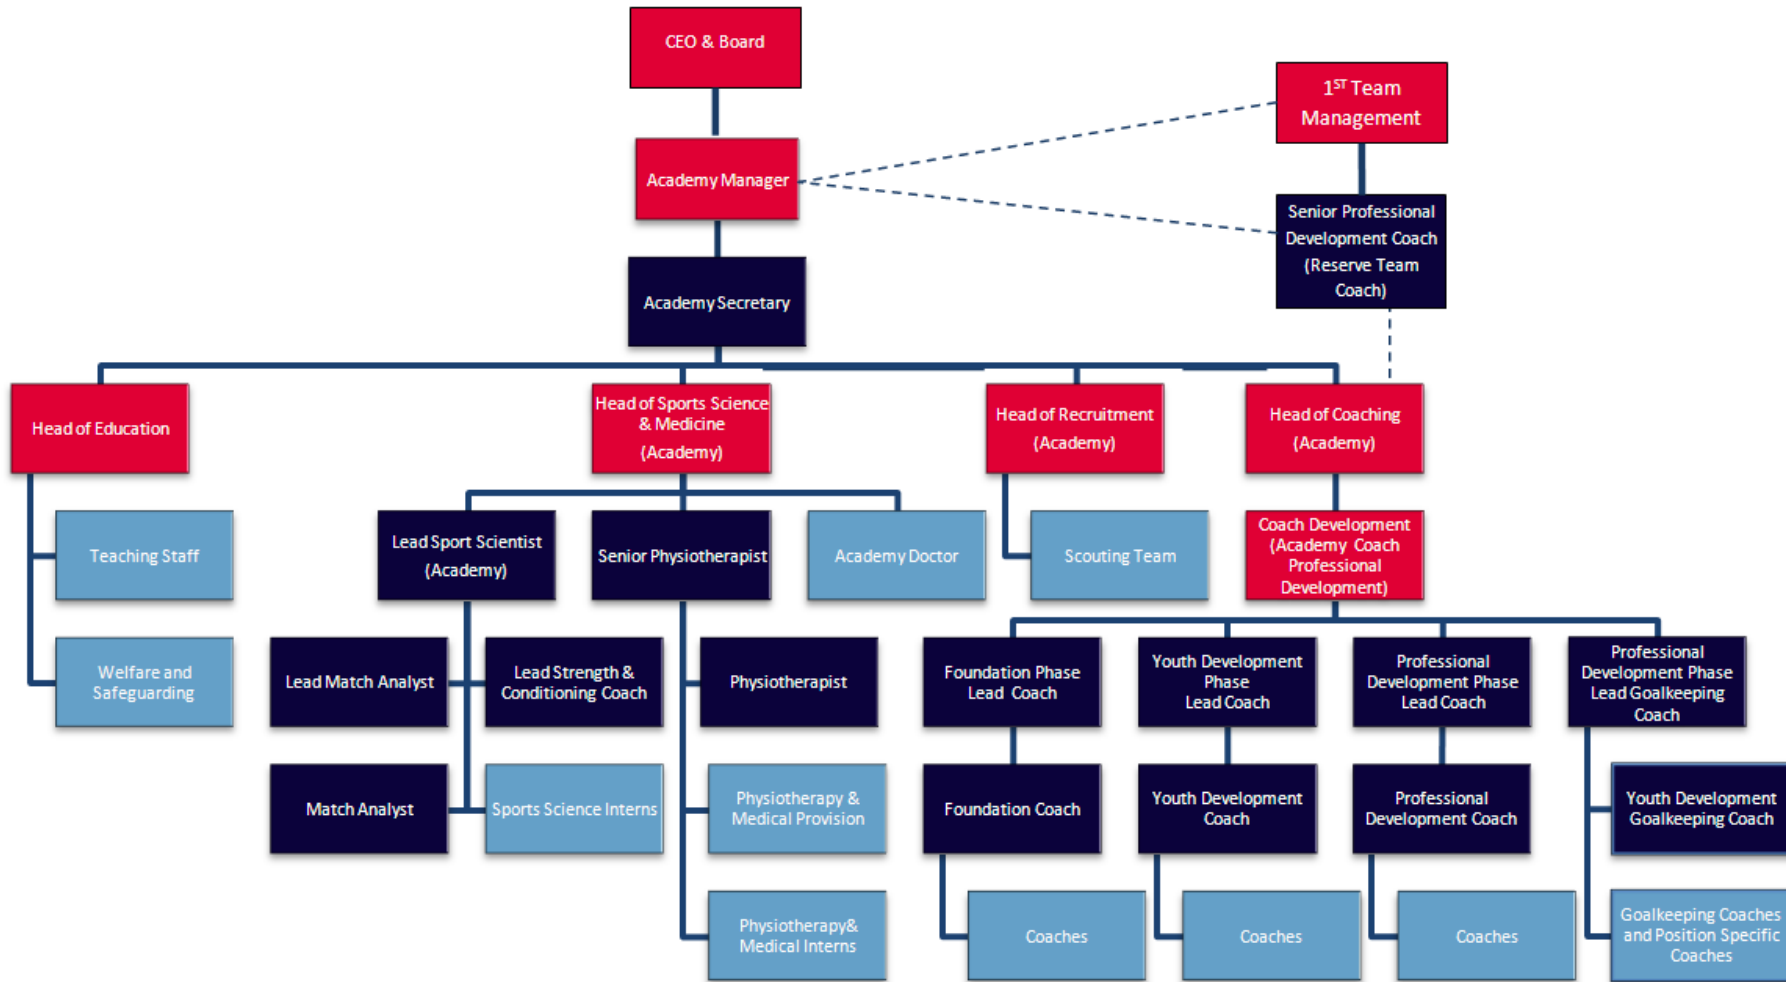 CEO & Board
1ST Team
Management
Academy Manager
Senior Professional
Development Coach
(Reserve Team
Coach)
Academy Secretary
Head of Education
Head of Sports Science
& Medicine
(Academy)
Head of Recruitment
(Academy)
Head of Coaching
(Academy)
Teaching Staff
Lead Sport Scientist
(Academy)
Senior Physiotherapist
Academy Doctor
Scouting Team
Coach Development
(Academy Coach
Professional
Development)
Welfare and
Safeguarding
Lead Match Analyst
Lead Strength &
Conditioning Coach
Physiotherapist
Foundation Phase
Lead Coach
Youth Development
Phase
Lead Coach
Professional
Development Phase
Lead Coach
Professional
Development Phase
Lead Goalkeeping
Coach
Match Analyst
Sports Science Interns
Physiotherapy &
Medical Provision
Foundation Coach
Youth Development
Coach
Professional
Development Coach
Youth Development
Goalkeeping Coach
Physiotherapy&
Medical Interns
Coaches
Coaches
Coaches
Goalkeeping Coaches
and Position Specific
Coaches